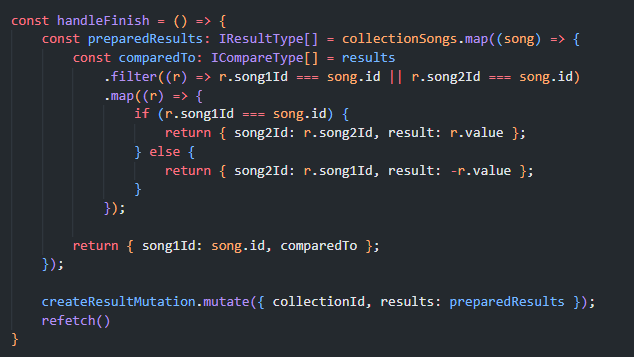 const handleFinish = () => {
    const preparedResults: IResultType[] = collectionSongs.map((song) => {
        const comparedTo: ICompareType[] = results
            .filter((r) => r.song1Id === song.id || r.song2Id === song.id)
            .map((r) => {
                if (r.song1Id === song.id) {
                    return { song2Id: r.song2Id, result: r.value };
                } else {
                    return { song2Id: r.song1Id, result: -r.value };
                }
            });

        return { song1Id: song.id, comparedTo };
    });

    createResultMutation.mutate({ collectionId, results: preparedResults });
    refetch()
}